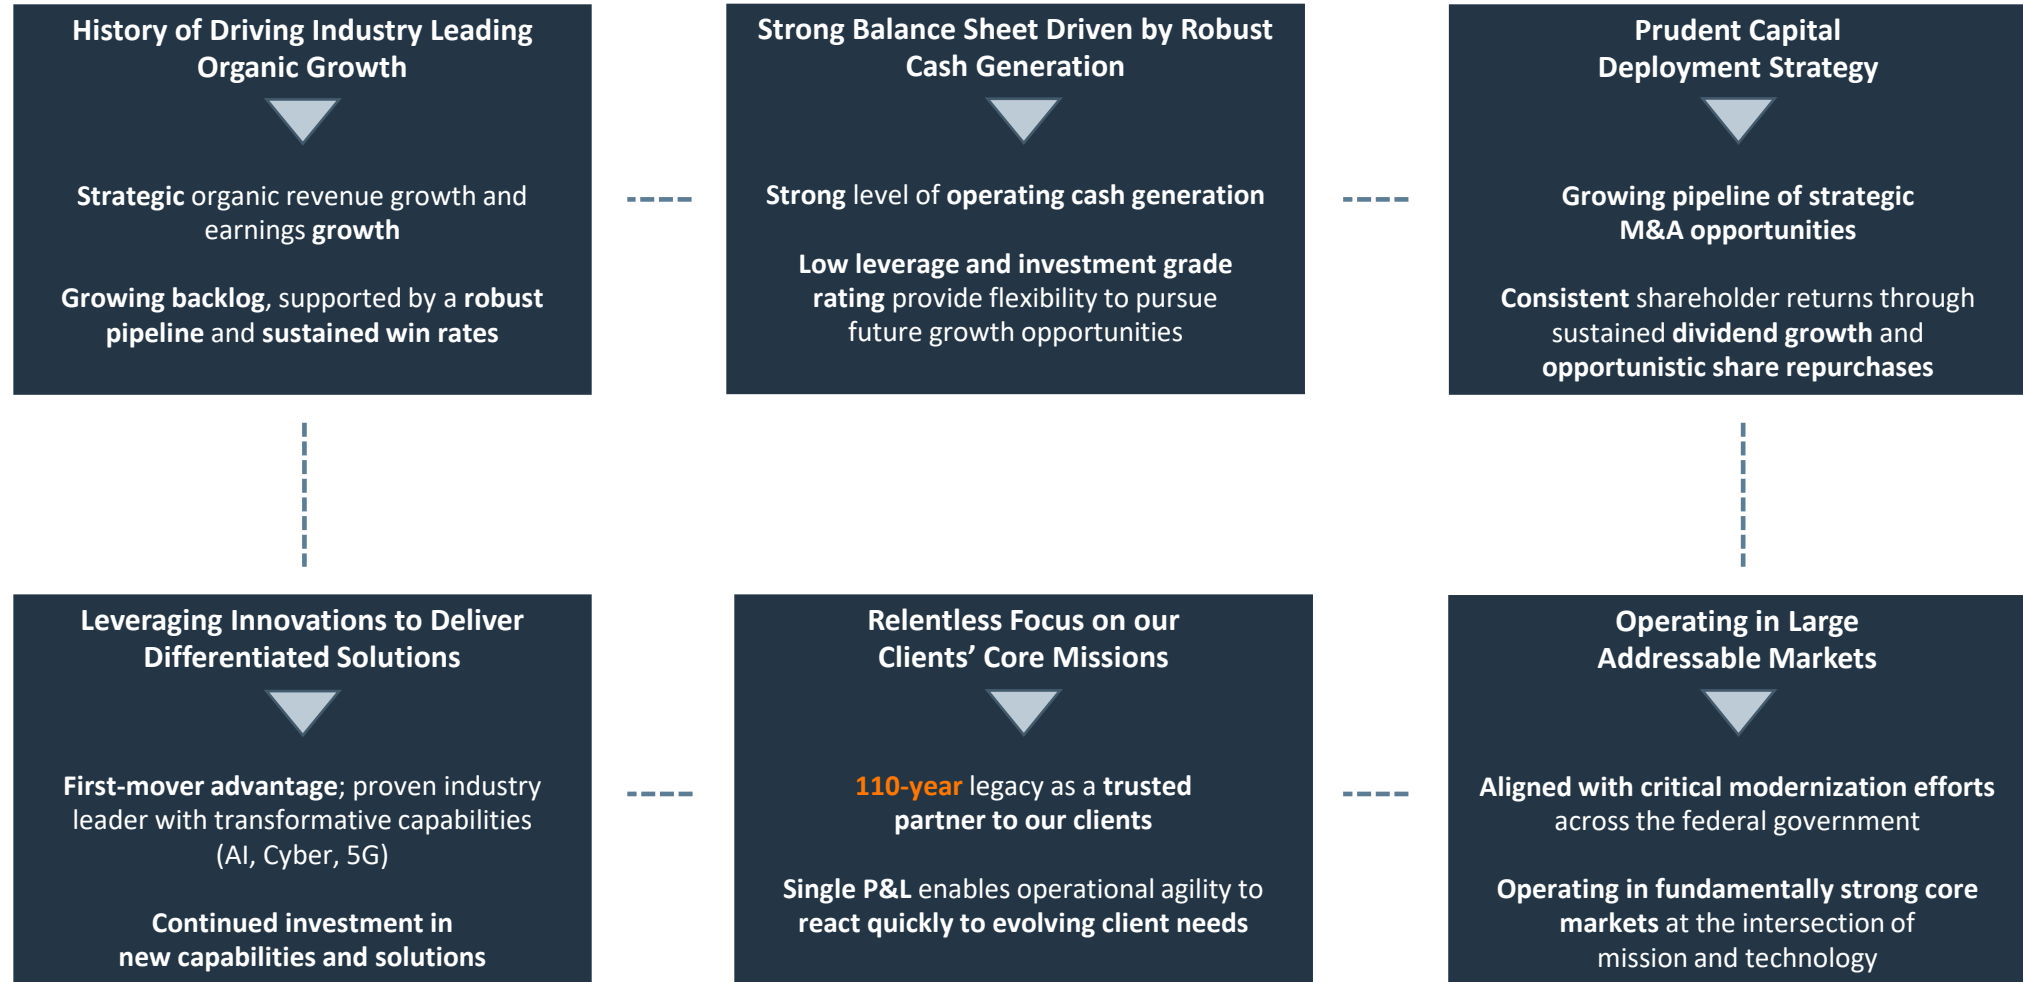 History of Driving Industry Leading
Organic Growth
Strategic organic revenue growth and
earnings growth
Growing backlog, supported by a robust
pipeline and sustained win rates
Strong Balance Sheet Driven by Robust
Cash Generation
Strong level of operating cash generation
Low leverage and investment grade
rating provide flexibility to pursue
future growth opportunities
Prudent Capital
Deployment Strategy
Growing pipeline of strategic
M&A opportunities
Consistent shareholder returns through
sustained dividend growth and
opportunistic share repurchases
Leveraging Innovations to Deliver
Differentiated Solutions
First-mover advantage; proven industry
leader with transformative capabilities
(AI, Cyber, 5G)
Continued investment in
new capabilities and solutions
Relentless Focus on our
Clients’ Core Missions
110-year legacy as a trusted
partner to our clients
Single P&L enables operational agility to
react quickly to evolving client needs
Operating in Large
Addressable Markets
Aligned with critical modernization efforts
across the federal government
Operating in fundamentally strong core
markets at the intersection of
mission and technology